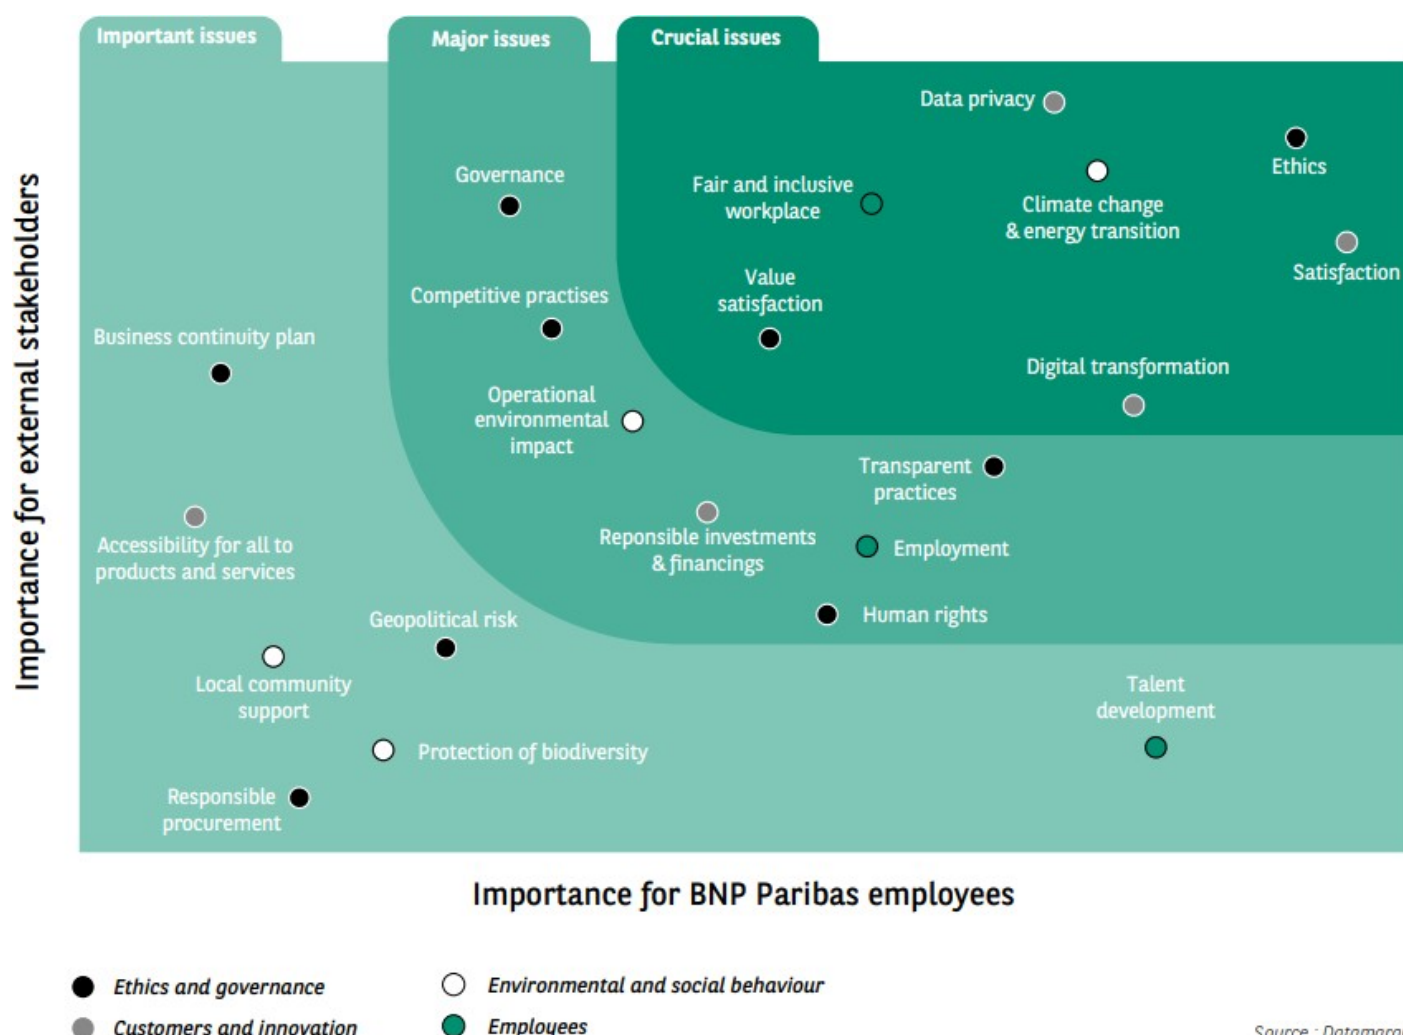 Important issues
Major issues
Crucial issues
Data privacy
Ethics
Governance
Fair and inclusive
workplace
Climate change
& energy transition
Satisfaction
Value
satisfaction
Competitive practises
Business continuity plan
Digital transformation
Operational
environmental
impact
Transparent
practices
Accessibility for all to
products and services
Reponsible investments
& financings
Employment
Geopolitical risk
Human rights
Local community
support
Talent
development
Protection of biodiversity
Responsible
procurement
Importance for external stakeholders
Importance for BNP Paribas employees
Ethics and governance
Environmental and social behaviour
Customers and innovation
Employees
Source :